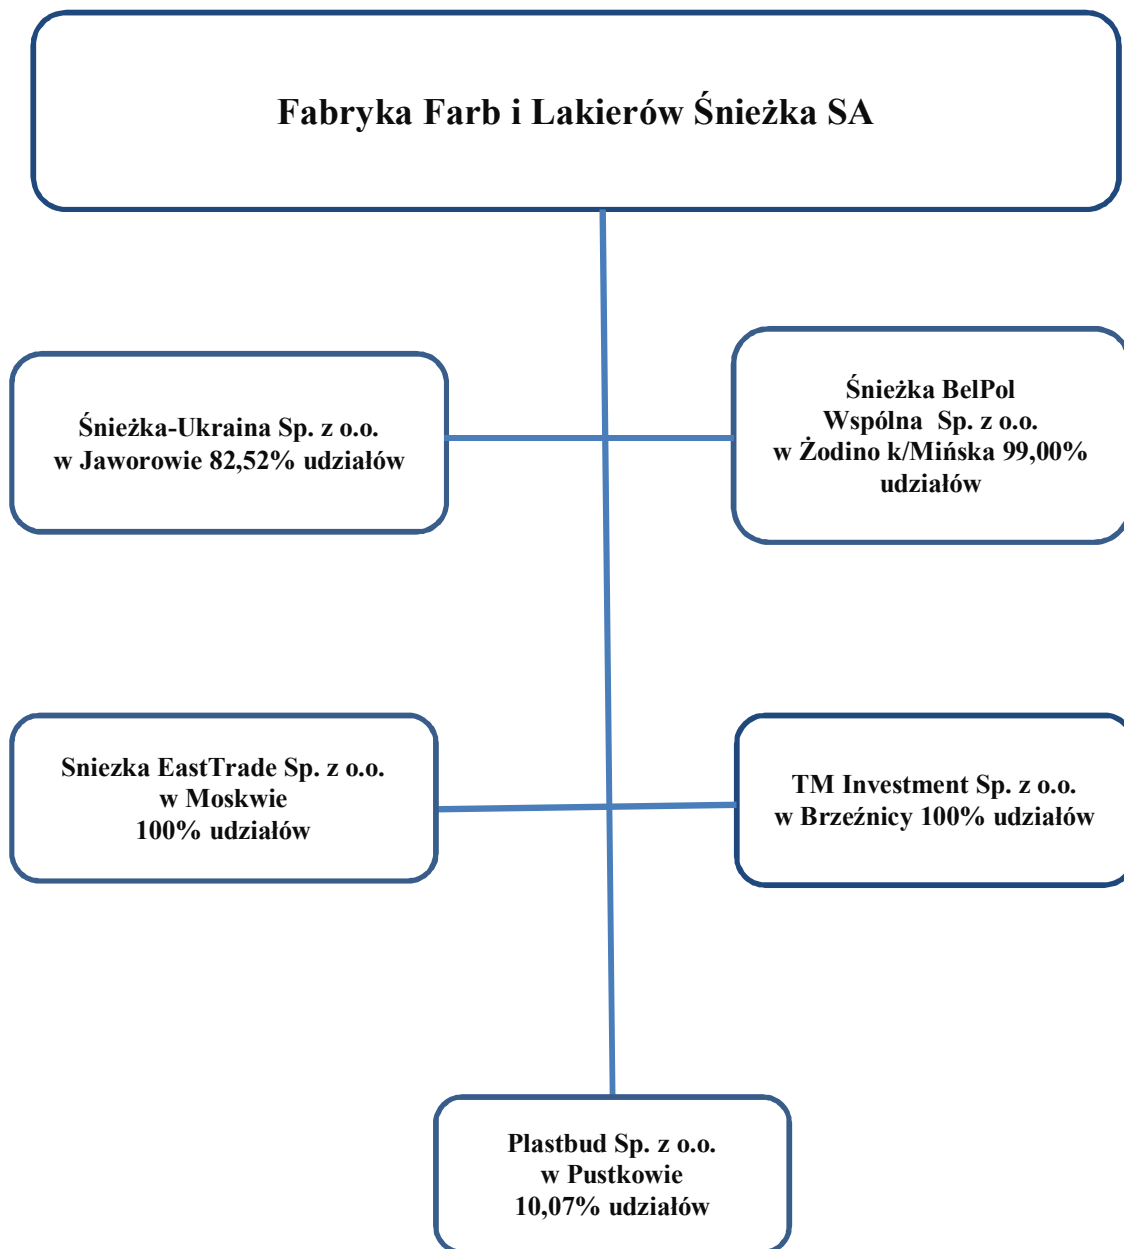 Fabryka Farb i Lakierów Śnieżka SA
Śnieżka-Ukraina Sp. z o.o.
w Jaworowie 82,52% udziałów
Śnieżka BelPol
Wspólna Sp. z o.o.
w Żodino k/Mińska 99,00%
udziałów
Sniezka EastTrade Sp. z o.o.
w Moskwie
100% udziałów
TM Investment Sp. z o.o.
w Brzeźnicy 100% udziałów
Plastbud Sp. z o.o.
w Pustkowie
10,07% udziałów